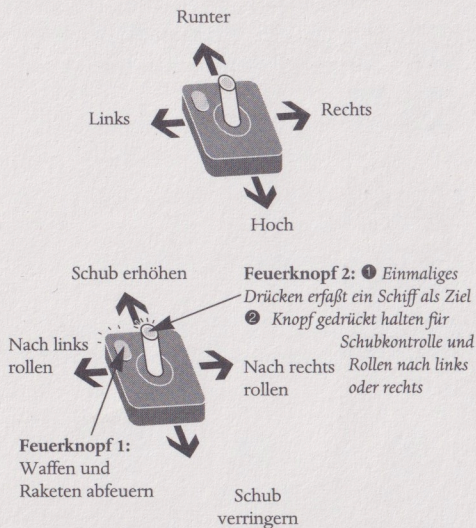 Runter
Links
Rechts
Hoch
Schub erhöhen
Feuerknopf 2: ❶ Einmaliges
Drücken erfaßt ein Schiff als Ziel
❷ Knopf gedrückt halten für
Schubkontrolle und
Rollen nach links
oder rechts
Nach links
rollen
Nach rechts
rollen
Feuerknopf 1:
Waffen und
Raketen abfeuern
Schub
verringern